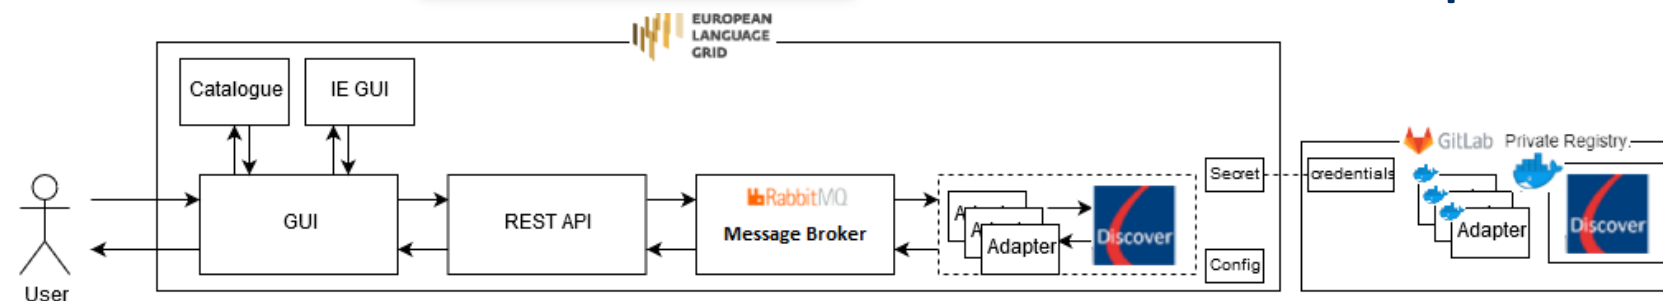 EUROPEAN
LANGUAGE
GRID
Catalogue
IE GUI
GitLab Private Registry
Secret
credentials
GUI
REST API
RabbitMQ
Message Broker
A
A
Adapter
Discover
Adapter
Discover
Config
User